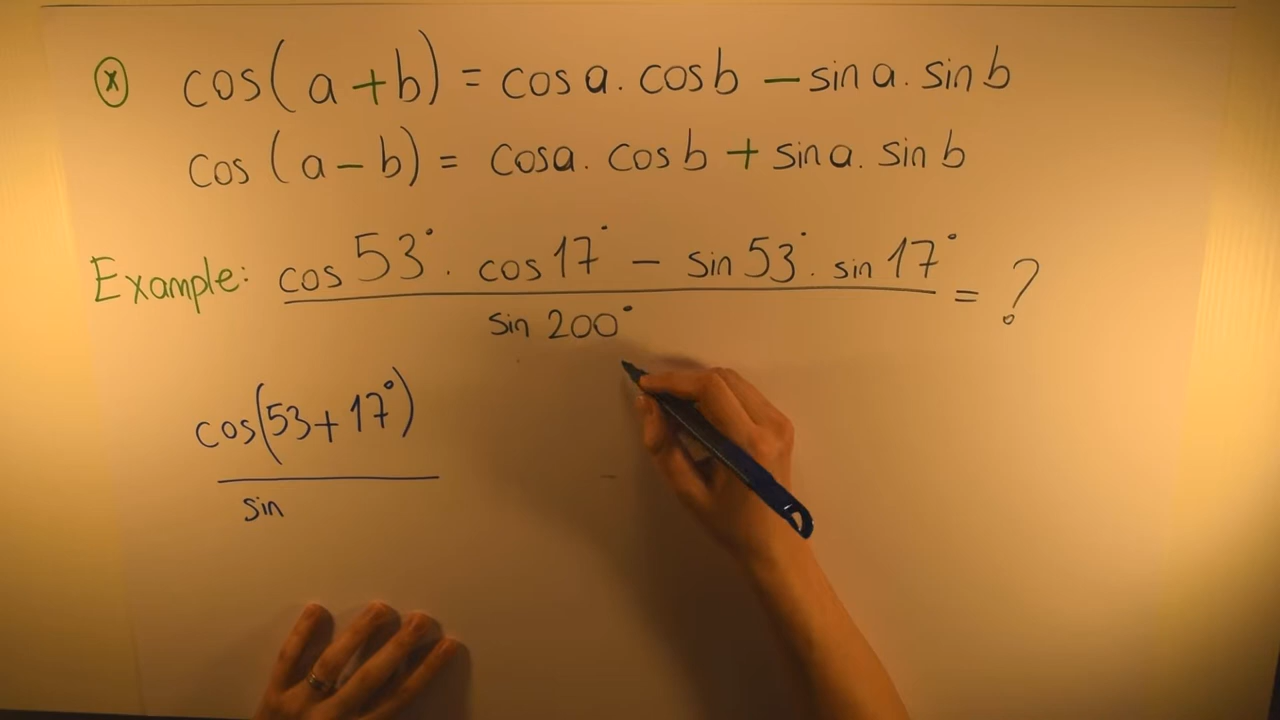 (x) cos(a+b) = cos a. cos b - sin a. sin b
cos (a-b) = cosa. cos b + sin a. sin b
Example: cos 53°. cos 17° - sin 53°. sin 17° = ?
sin 200°
cos(53+17°)
sin